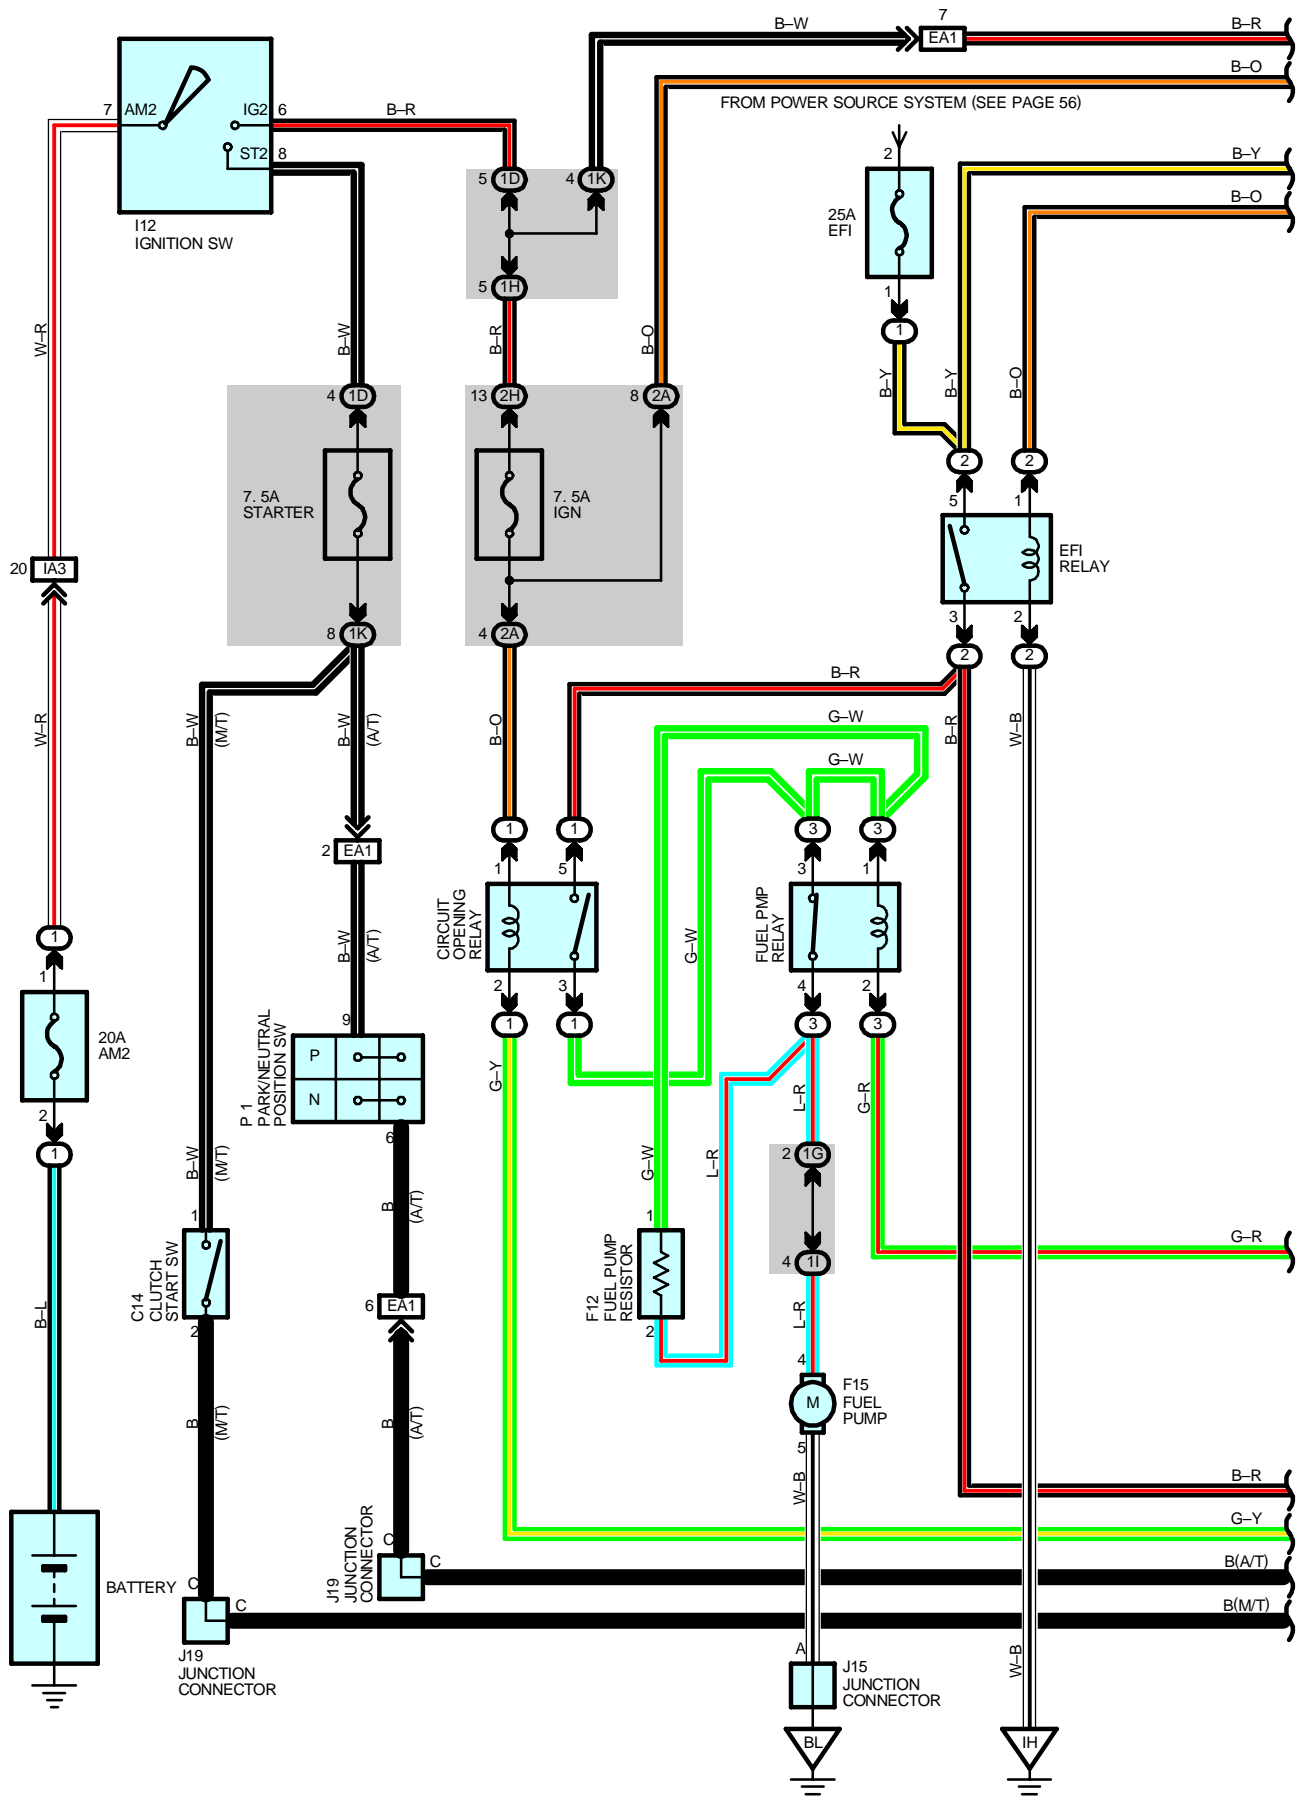 7
B–W
EA1
B–R
B–O
FROM POWER SOURCE SYSTEM (SEE PAGE 56)
7 AM2
IG2 6
B–R
ST2 8
I12
IGNITION SW
5 1D
4 1K
5 1H
2
25A
EFI
1
1
B–Y
B–O
W–R
B–W
B–R
B–O
B–Y
B–Y
B–O
4 1D
13 2H
8 2A
7. 5A
STARTER
7. 5A
IGN
2
2
5
1
EFI
RELAY
3
2
2
2
20 IA3
8 1K
4 2A
B–R
G–W
G–W
W–R
B–W
(M/T)
B–W
(A/T)
B–O
B–R
W–B
2 EA1
1
1
3
3
1
5
3
1
CIRCUIT
OPENING
RELAY
FUEL PMP
RELAY
B–W
(A/T)
G–W
2
3
4
2
1
1
3
3
1
1
20A
AM2
2
1
9
P
N
P 1
PARK/NEUTRAL
POSITION SW
6
G–Y
L–R
G–R
B–W
(M/T)
B
(A/T)
G–W
L–R
2 1G
4 1I
1
C14
CLUTCH
START SW
2
6 EA1
1
F12
FUEL PUMP
RESISTOR
2
G–R
L–R
4
M
F15
FUEL
PUMP
5
B–L
B
(M/T)
B
(A/T)
W–B
B–R
G–Y
BATTERY
C
C
J19
JUNCTION
CONNECTOR
C
C
J19
JUNCTION
CONNECTOR
B(A/T)
B(M/T)
A
J15
JUNCTION
CONNECTOR
W–B
BL
IH